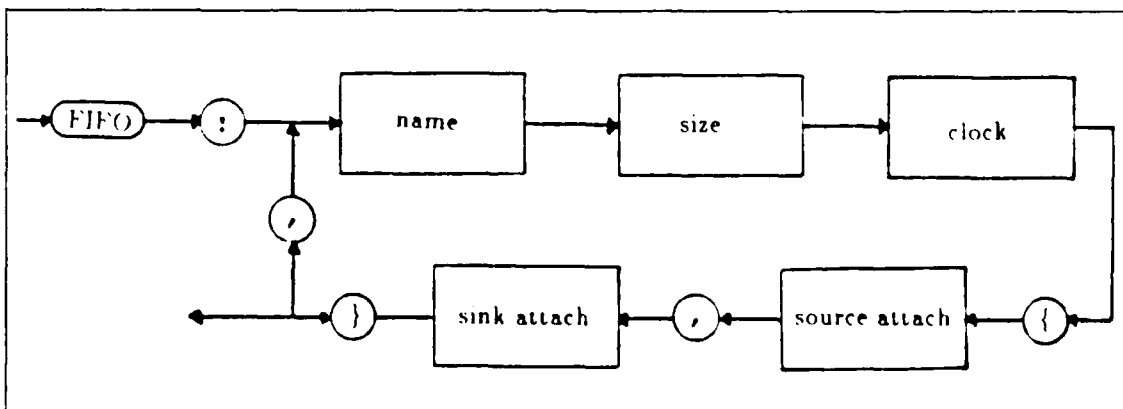 FIFO : name size clock
,
} sink attach , source attach {